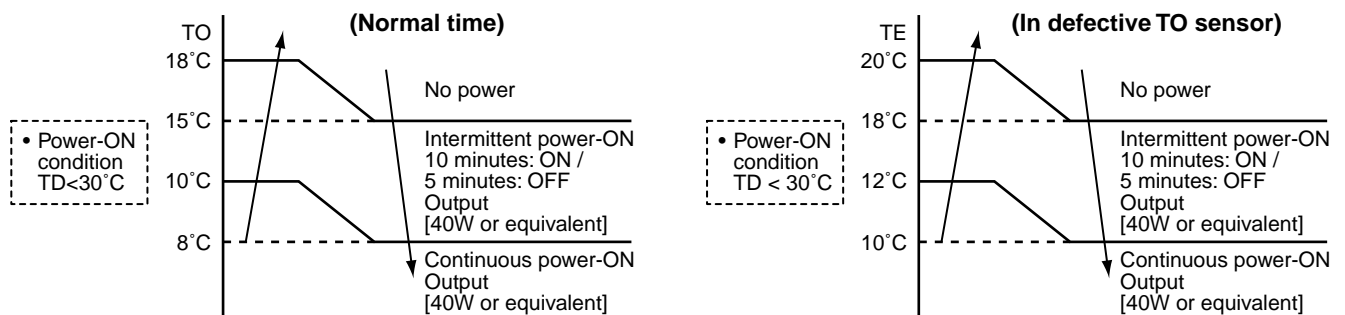 (Normal time)
TO
18˚C
15˚C
10˚C
8˚C
• Power-ON
condition
TD<30˚C
No power
Intermittent power-ON
10 minutes: ON /
5 minutes: OFF
Output
[40W or equivalent]
Continuous power-ON
Output
[40W or equivalent]
(In defective TO sensor)
TE
20˚C
18˚C
12˚C
10˚C
• Power-ON
condition
TD < 30˚C
No power
Intermittent power-ON
10 minutes: ON /
5 minutes: OFF
Output
[40W or equivalent]
Continuous power-ON
Output
[40W or equivalent]